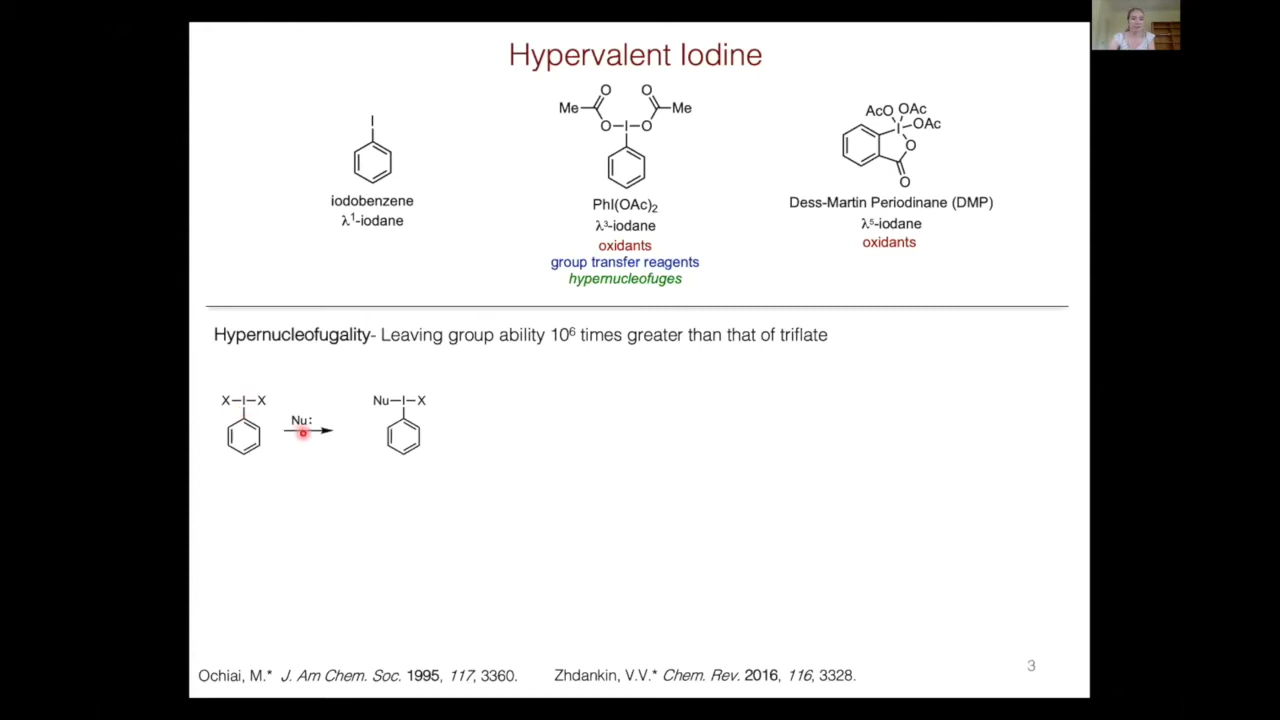 Hypervalent Iodine
I
iodobenzene
λ¹-iodane
O O
Me Me
O–I–O
PhI(OAc)₂
λ³-iodane
oxidants
group transfer reagents
hypernucleofuges
AcO OAc
I OAc
O
O
Dess-Martin Periodinane (DMP)
λ⁵-iodane
oxidants
Hypernucleofugality- Leaving group ability 10⁶ times greater than that of triflate
X–I–X
Nu:
Nu–I–X
Ochiai, M.* J. Am Chem. Soc. 1995, 117, 3360. Zhdankin, V.V.* Chem. Rev. 2016, 116, 3328.
3